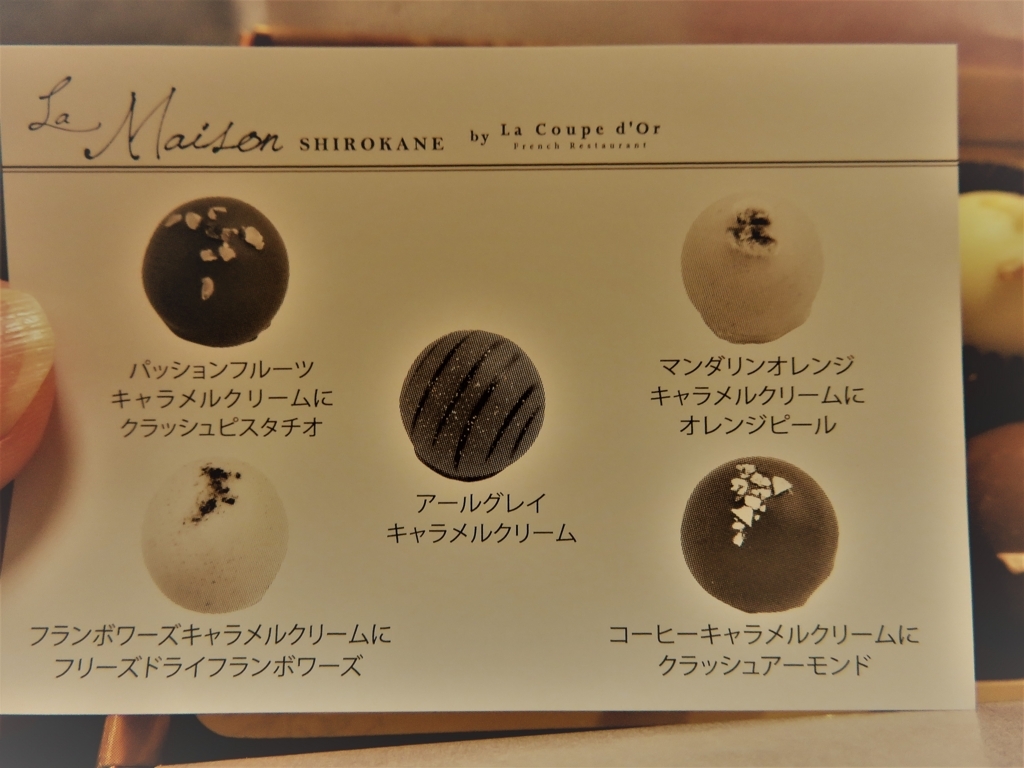 La Maison SHIROKANE by La Coupe d'Or
French Restaurant
パッションフルーツ
キャラメルクリームに
クラッシュピスタチオ
マンダリンオレンジ
キャラメルクリームに
オレンジピール
アールグレイ
キャラメルクリーム
フランボワーズキャラメルクリームに
フリーズドライフランボワーズ
コーヒーキャラメルクリームに
クラッシュアーモンド